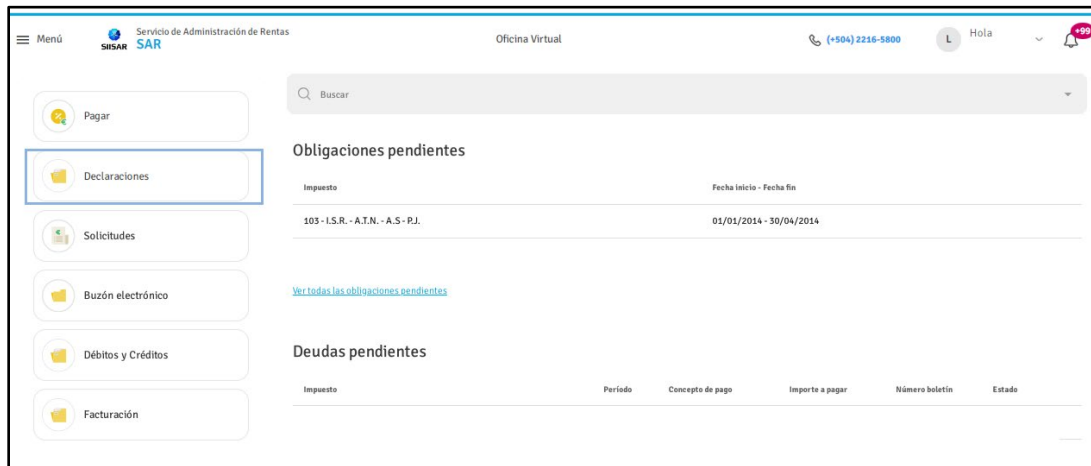 Menú
SIISAR
Servicio de Administración de Rentas
SAR
Oficina Virtual
(+504) 2216-5800
L
Hola
+99
Pagar
Declaraciones
Solicitudes
Buzón electrónico
Débitos y Créditos
Facturación
Buscar
Obligaciones pendientes
Impuesto Fecha inicio - Fecha fin
103 - I.S.R. - A.T.N. - A.S - P.J. 01/01/2014 - 30/04/2014
Ver todas las obligaciones pendientes
Deudas pendientes
Impuesto Período Concepto de pago Importe a pagar Número boletín Estado